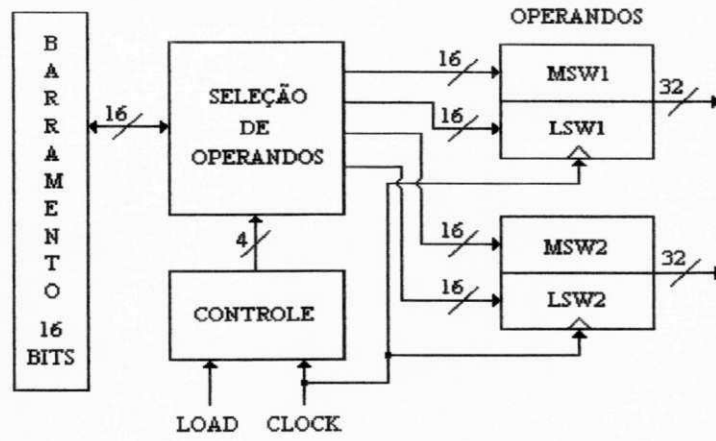 OPERANDOS
B
A
R
R
A
M
E
N
T
O
16
BITS
16
SELEÇÃO
DE
OPERANDOS
16
MSW1
32
16
LSW1
4
16
MSW2
32
16
LSW2
CONTROLE
LOAD
CLOCK